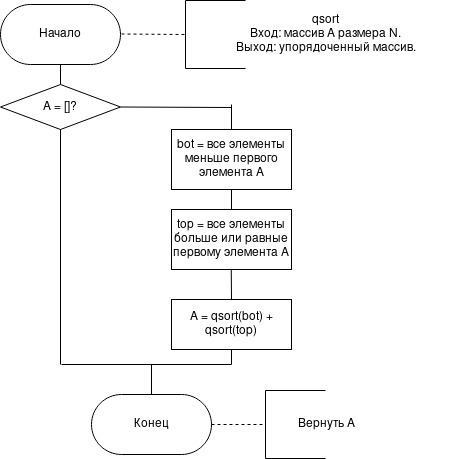 Начало
qsort
Вход: массив A размера N.
Выход: упорядоченный массив.
A = []?
bot = все элементы
меньше первого
элемента A
top = все элементы
больше или равные
первому элемента A
A = qsort(bot) +
qsort(top)
Конец
Вернуть A